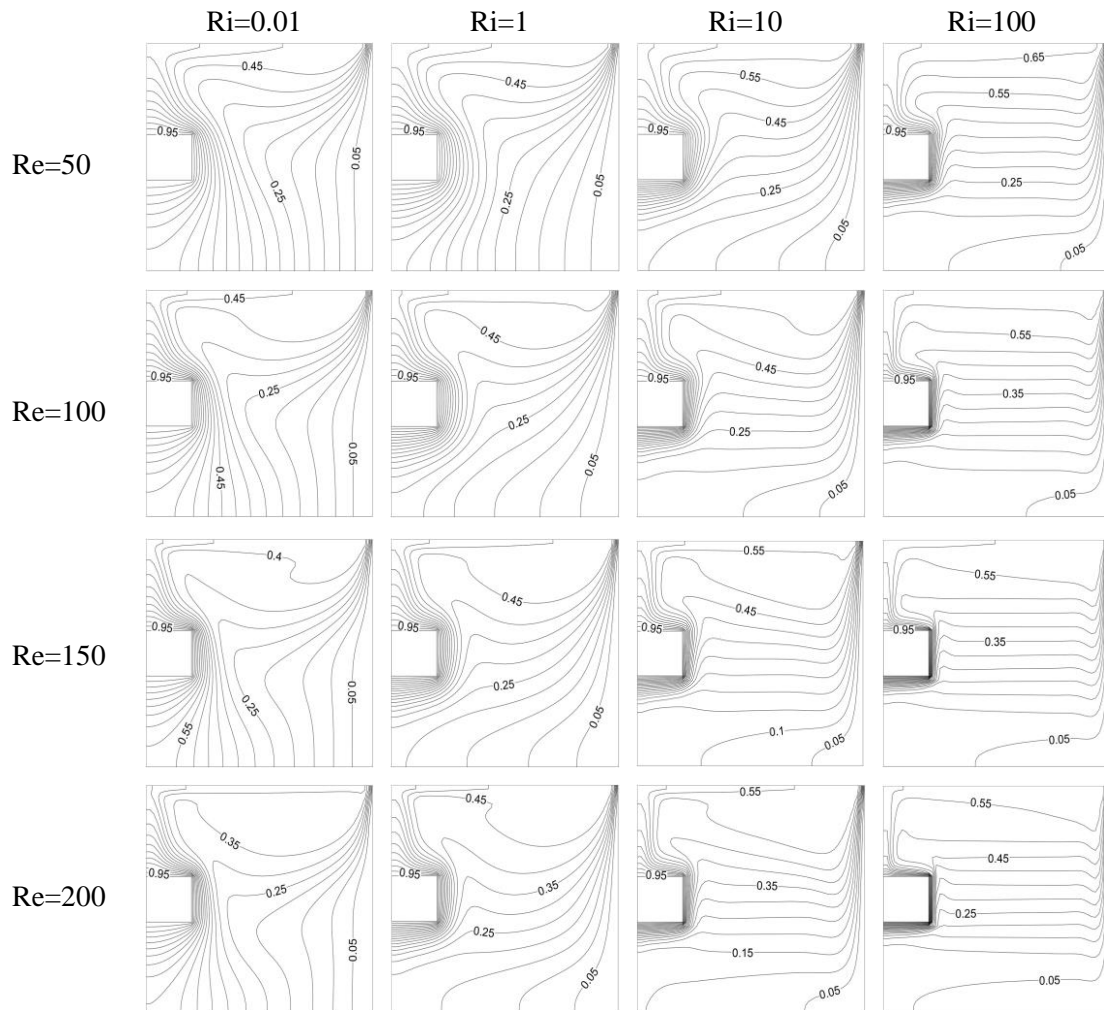 Ri=0.01 Ri=1 Ri=10 Ri=100
Re=50
0.45 0.95 0.25 0.05
0.95 0.25 0.05
0.55 0.45 0.95 0.25 0.05
0.65 0.55 0.95 0.25 0.05
Re=100
0.45 0.95 0.25 0.05 0.45
0.45 0.95 0.25 0.05
0.45 0.95 0.25 0.05
0.55 0.95 0.35 0.05
Re=150
0.4 0.95 0.25 0.05 0.55
0.45 0.95 0.25 0.05
0.55 0.45 0.95 0.1 0.05
0.55 0.95 0.35 0.05
Re=200
0.35 0.95 0.25 0.05
0.45 0.95 0.35 0.25 0.05
0.55 0.95 0.35 0.15 0.05
0.55 0.45 0.95 0.25 0.05